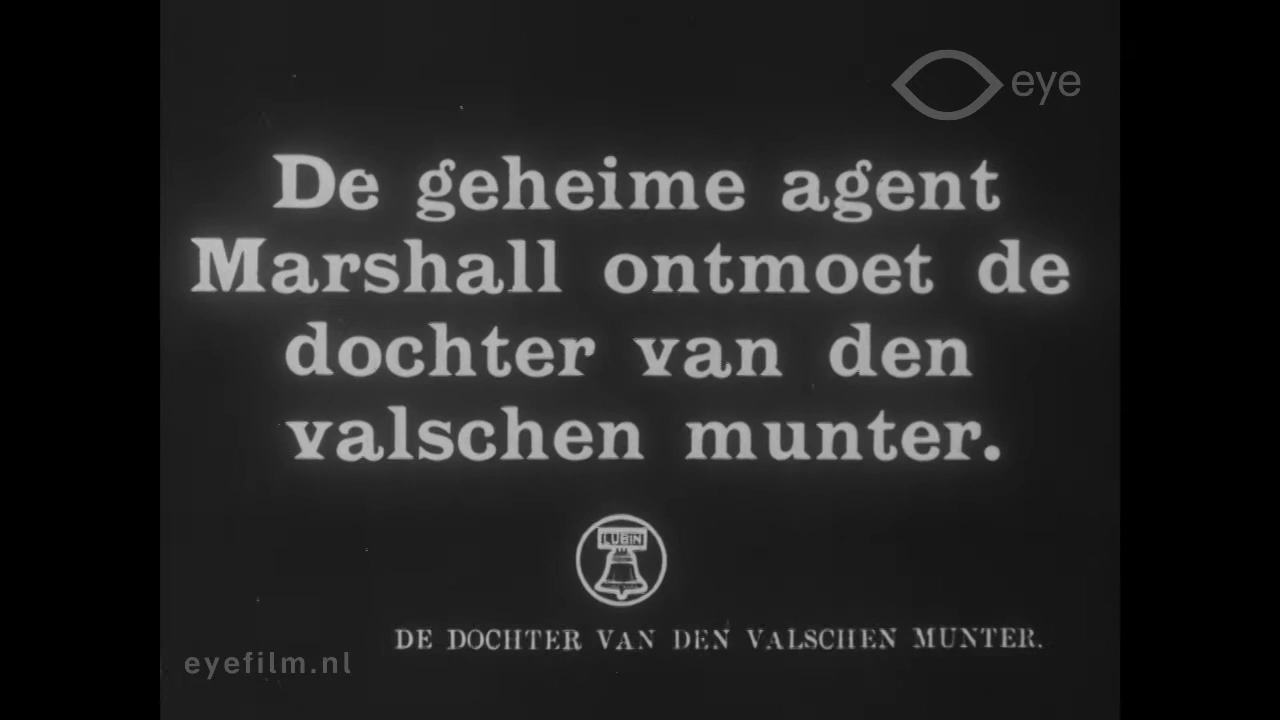 eye
De geheime agent
Marshall ontmoet de
dochter van den
valschen munter.
LUBIN
DE DOCHTER VAN DEN VALSCHEN MUNTER.
eyefilm.nl